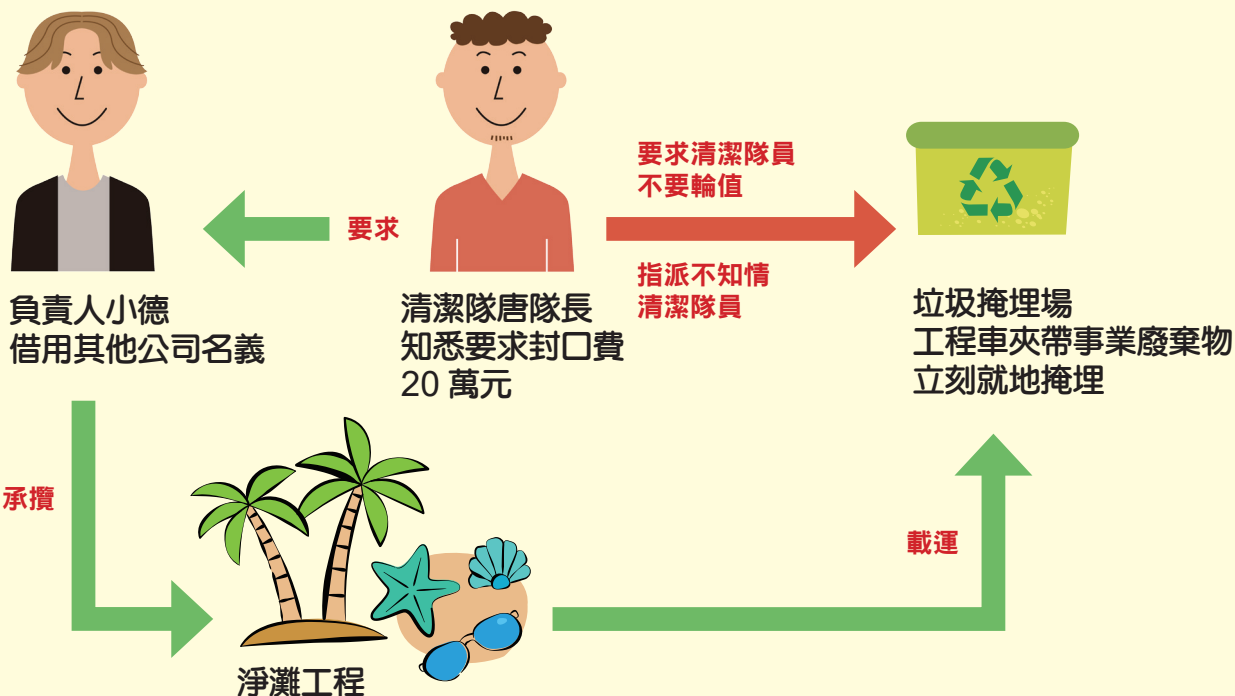 要求清潔隊員
不要輪值
要求
指派不知情
清潔隊員
負責人小德
借用其他公司名義
清潔隊唐隊長
知悉要求封口費
20 萬元
垃圾掩埋場
工程車夾帶事業廢棄物
立刻就地掩埋
承攬
載運
淨灘工程